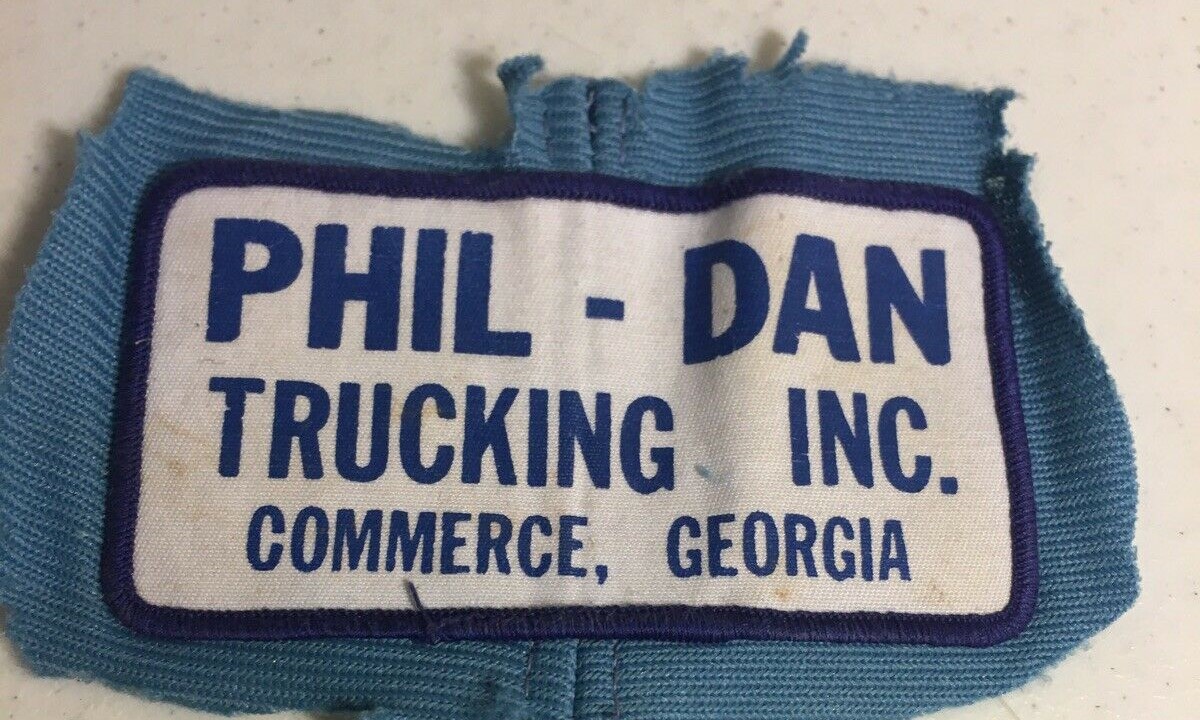 PHIL - DAN
TRUCKING INC.
COMMERCE, GEORGIA